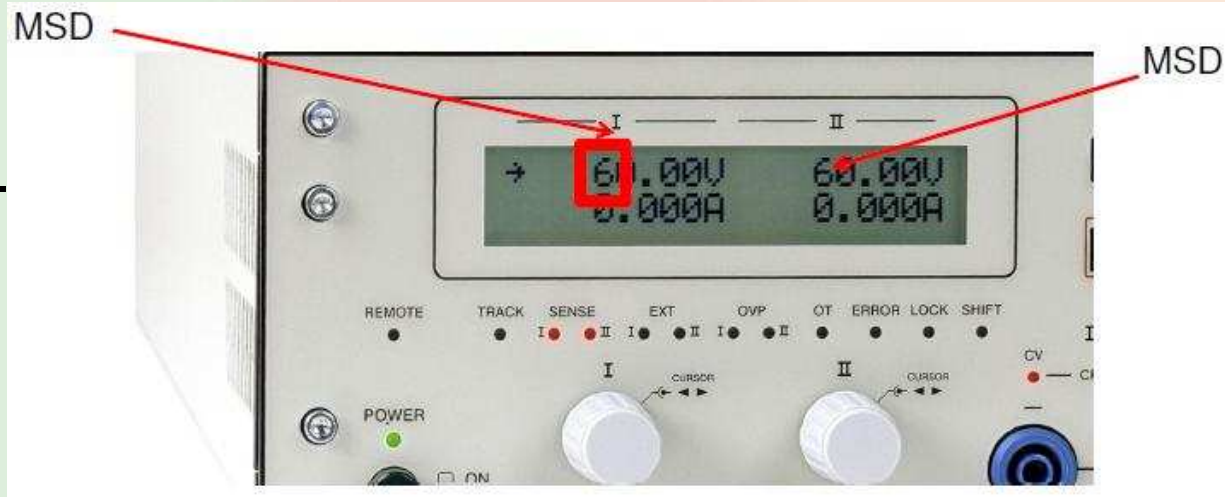 MSD
MSD
I II
→ 60.00V 60.00V
0.000A 0.000A
REMOTE TRACK SENSE EXT OVP OT ERROR LOCK SHIFT
I II I II I II
I CURSOR II CURSOR
CV
POWER
ON